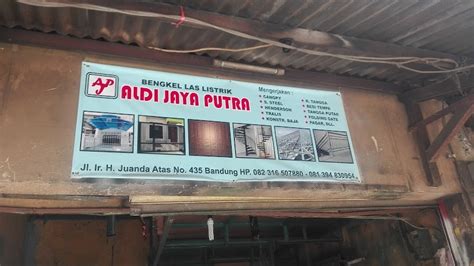 AJP
BENGKEL LAS LISTRIK
ALDI JAYA PUTRA
Mengerjakan :
CANOPY
S. STEEL
HENDERSON
TRALIS
KONSTR. BAJA
R. TANGGA
BESI TEMPA
TANGGA PUTAR
FOLDING GATE
PAGAR, DLL.
Jl. Ir. H. Juanda Atas No. 435 Bandung HP. 082 316 507880 - 081 394 830954